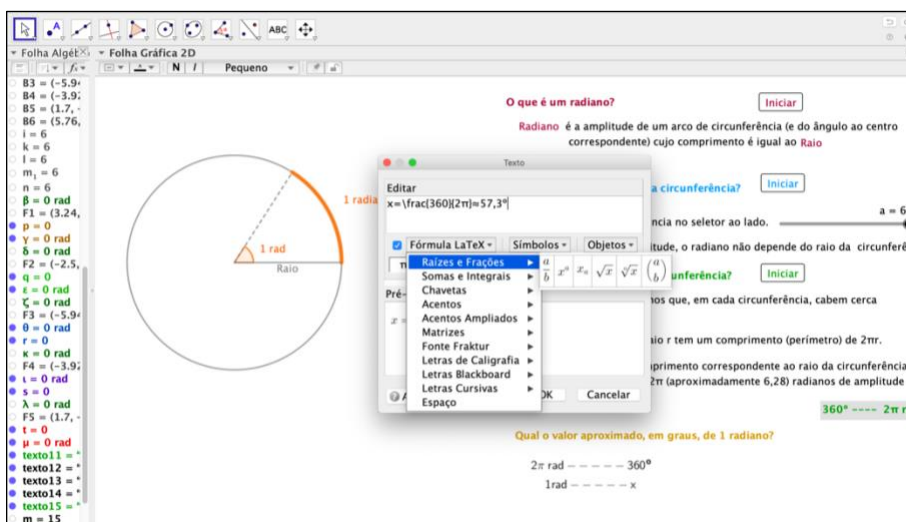 ABC
Folha Algéb
Folha Gráfica 2D
N I Pequeno
B3 = (-5.94
B4 = (-3.92
B5 = (1.7, -
B6 = (5.76,
i = 6
k = 6
l = 6
m₁ = 6
n = 6
β = 0 rad
F1 = (3.24,
p = 0
γ = 0 rad
δ = 0 rad
F2 = (-2.5,
q = 0
ε = 0 rad
ζ = 0 rad
F3 = (-5.94
θ = 0 rad
r = 0
κ = 0 rad
F4 = (-3.92
ι = 0 rad
s = 0
λ = 0 rad
F5 = (1.7, -
t = 0
μ = 0 rad
texto11 = "
texto12 = "
texto13 = "
texto14 = "
texto15 = "
m = 15
1 radia
1 rad
Raio
O que é um radiano?
Iniciar
Radiano é a amplitude de um arco de circunferência (e do ângulo ao centro
correspondente) cujo comprimento é igual ao Raio
a circunferência?
Iniciar
a = 6
ncia no seletor ao lado.
itude, o radiano não depende do raio da circunferê
unferência?
Iniciar
nos que, em cada circunferência, cabem cerca
aio r tem um comprimento (perímetro) de 2πr.
primento correspondente ao raio da circunferência
2π (aproximadamente 6,28) radianos de amplitude
360° ---- 2π r
Qual o valor aproximado, em graus, de 1 radiano?
2π rad – – – – – 360°
1rad – – – – – x
Texto
Editar
x=\frac{360}{2π}=57,3°
Fórmula LaTeX
Símbolos
Objetos
Pré-
x =
Raízes e Frações
Somas e Integrais
Chavetas
Acentos
Acentos Ampliados
Matrizes
Fonte Fraktur
Letras de Caligrafia
Letras Blackboard
Letras Cursivas
Espaço
OK
Cancelar